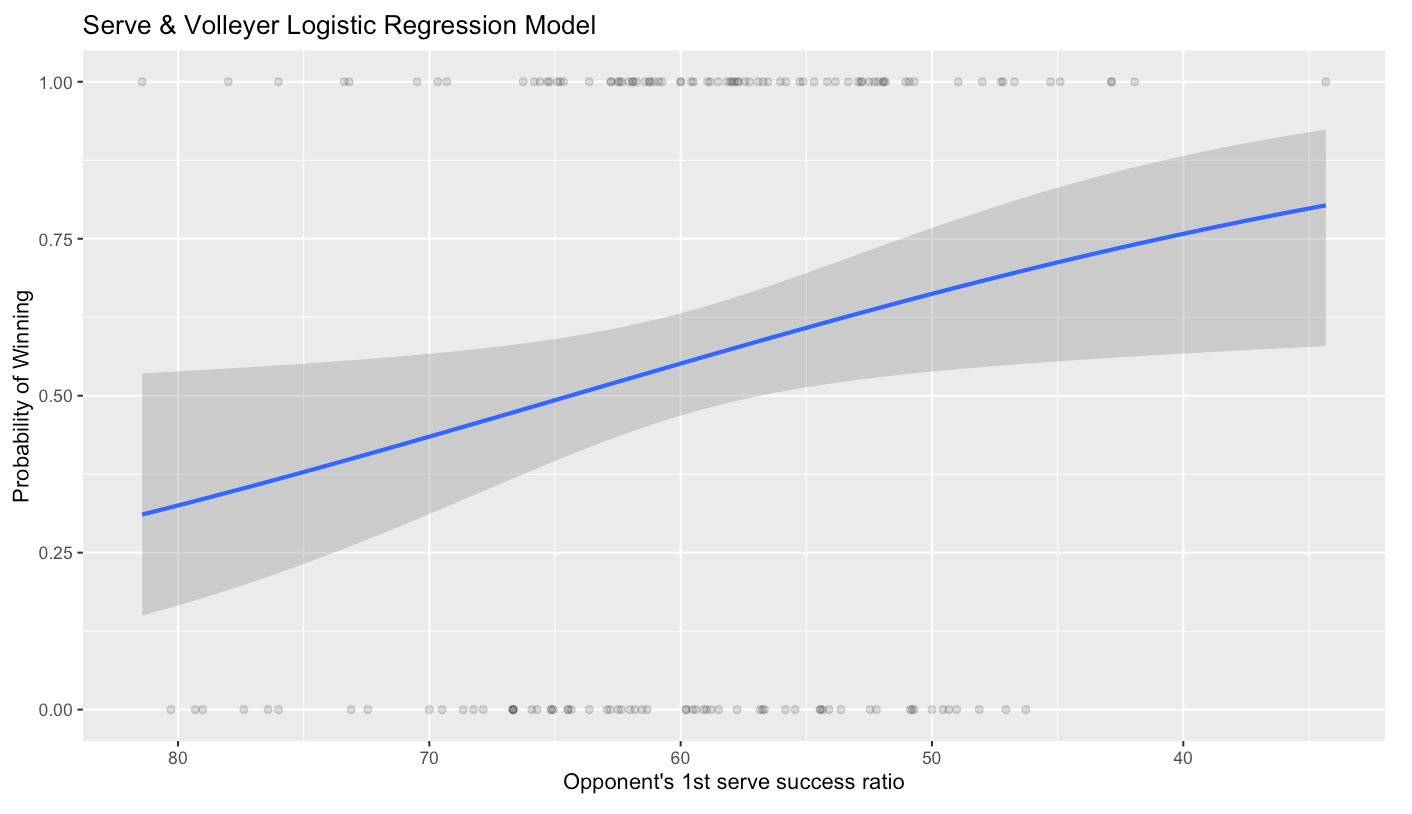 Serve & Volleyer Logistic Regression Model
1.00
0.75
0.50
0.25
0.00
Probability of Winning
80 70 60 50 40
Opponent's 1st serve success ratio